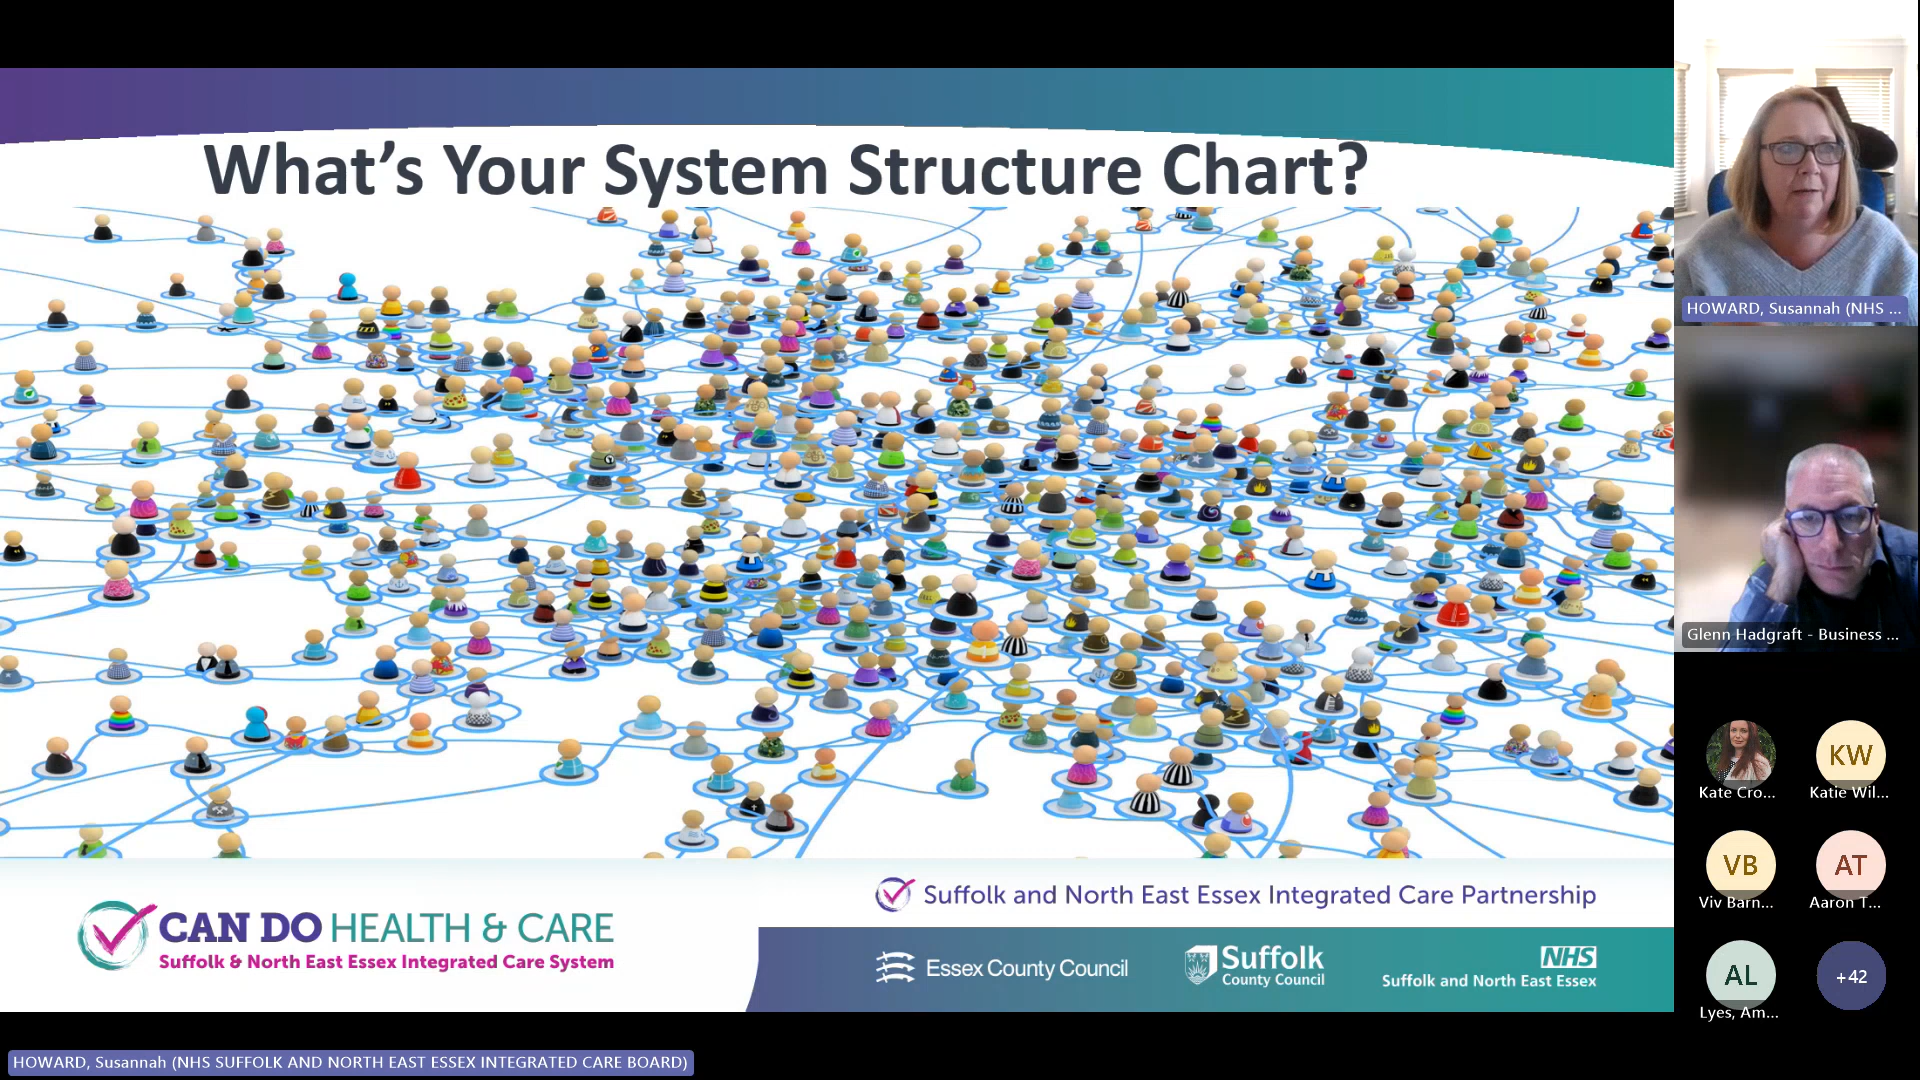 What's Your System Structure Chart?
CAN DO HEALTH & CARE
Suffolk & North East Essex Integrated Care System
Suffolk and North East Essex Integrated Care Partnership
Essex County Council
Suffolk
County Council
NHS
Suffolk and North East Essex
HOWARD, Susannah (NHS ...
Glenn Hadgraft - Business ...
Kate Cro...
KW
Katie Wil...
VB
Viv Barn...
AT
Aaron T...
AL
Lyes, Am...
+42
HOWARD, Susannah (NHS SUFFOLK AND NORTH EAST ESSEX INTEGRATED CARE BOARD)